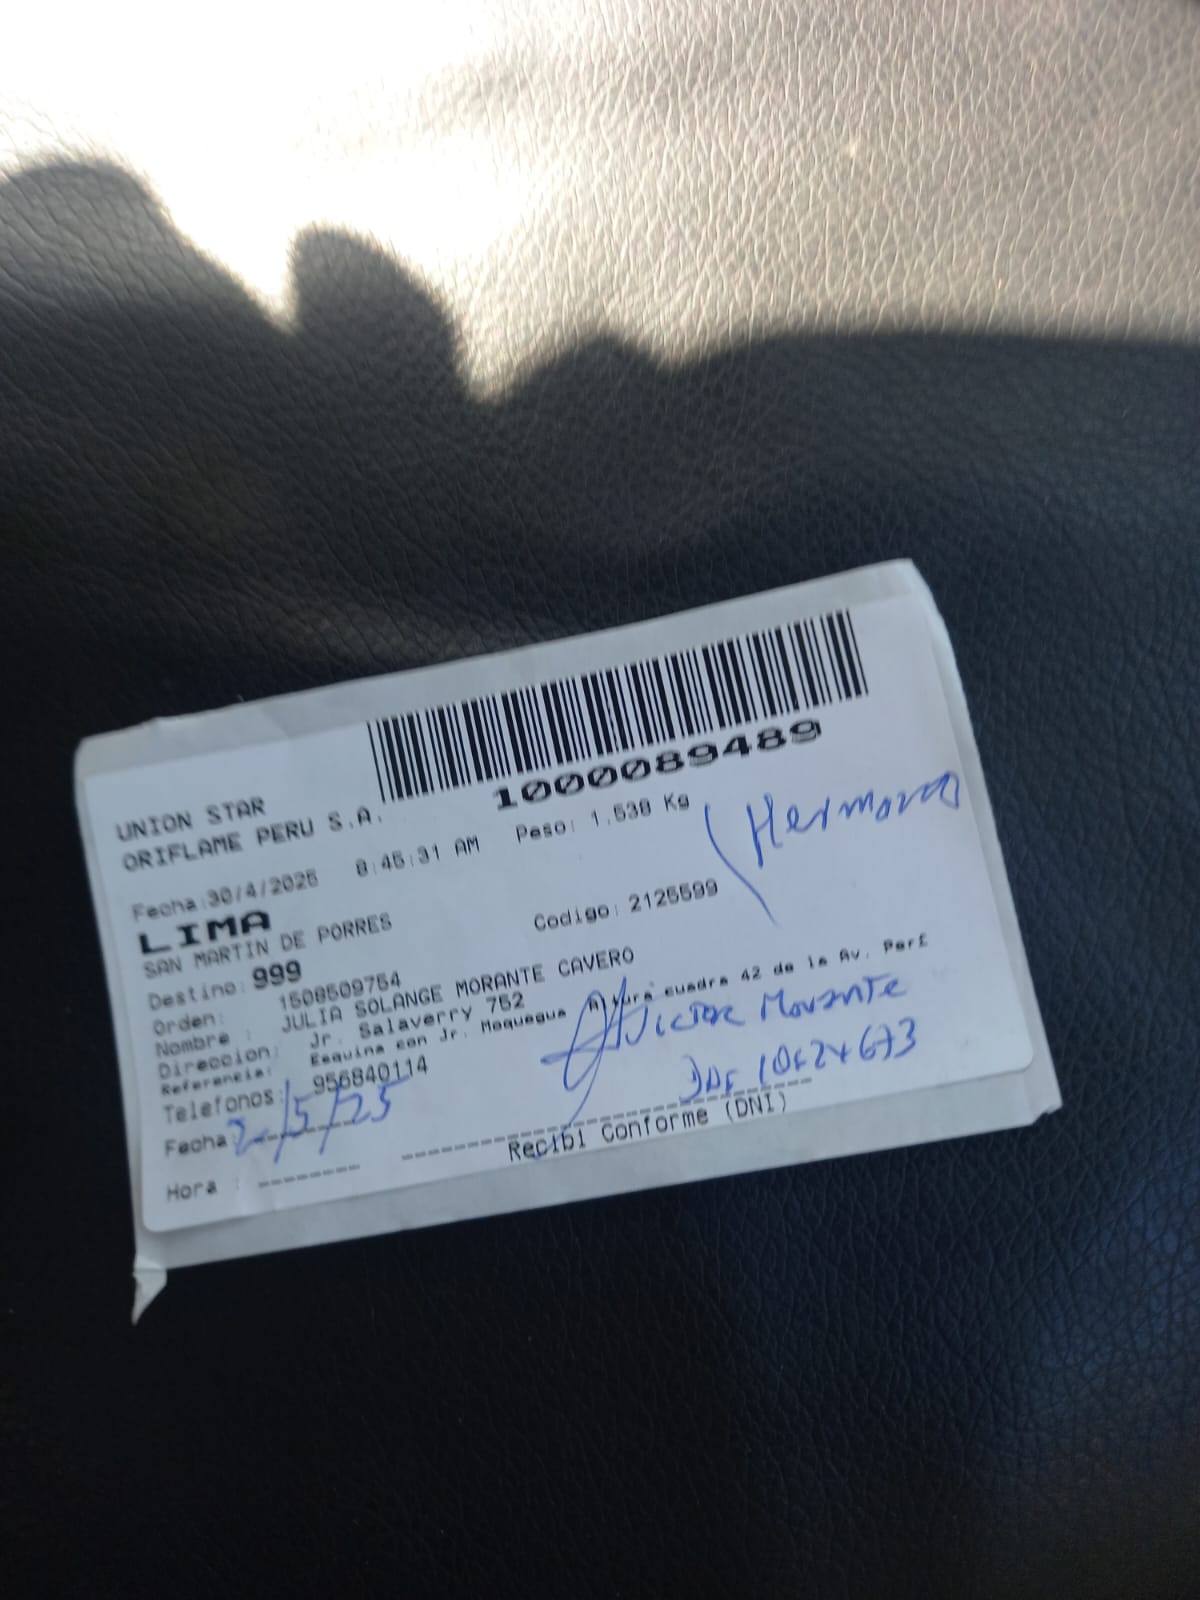 1000089489
UNION STAR
ORIFLAME PERU S.A.
Fecha:30/4/2025 8:45:31 AM Peso: 1.538 Kg
LIMA
SAN MARTIN DE PORRES Codigo: 2125599
Destino: 999
Orden: 1508509754
Nombre : JULIA SOLANGE MORANTE CAVERO
Direccion: Jr. Salaverry 752
Referencia: Esquina con Jr. Moquegua Altura cuadra 42 de la Av. Perú
Telefonos: 956840114
Victor Morante
Fecha: 2/5/25
Recibi Conforme (DNI)
Hora :